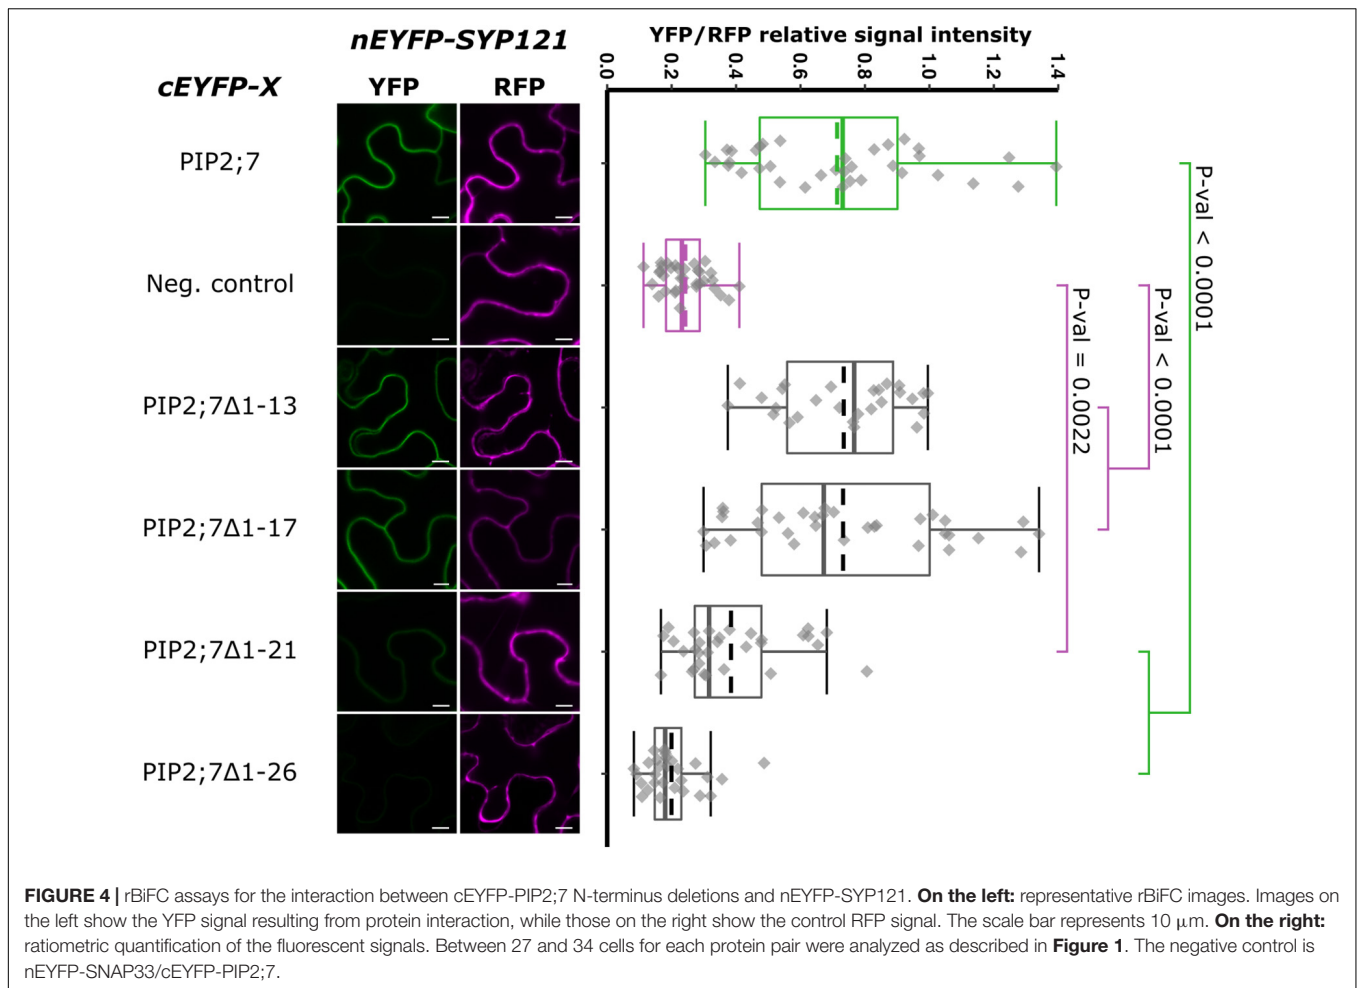 nEYFP-SYP121
cEYFP-X
YFP
RFP
YFP/RFP relative signal intensity
0.0
0.2
0.4
0.6
0.8
1.0
1.2
1.4
PIP2;7
Neg. control
PIP2;7Δ1-13
PIP2;7Δ1-17
PIP2;7Δ1-21
PIP2;7Δ1-26
P-val = 0.0022
P-val < 0.0001
P-val < 0.0001
FIGURE 4 | rBiFC assays for the interaction between cEYFP-PIP2;7 N-terminus deletions and nEYFP-SYP121. On the left: representative rBiFC images. Images on
the left show the YFP signal resulting from protein interaction, while those on the right show the control RFP signal. The scale bar represents 10 μm. On the right:
ratiometric quantification of the fluorescent signals. Between 27 and 34 cells for each protein pair were analyzed as described in Figure 1. The negative control is
nEYFP-SNAP33/cEYFP-PIP2;7.